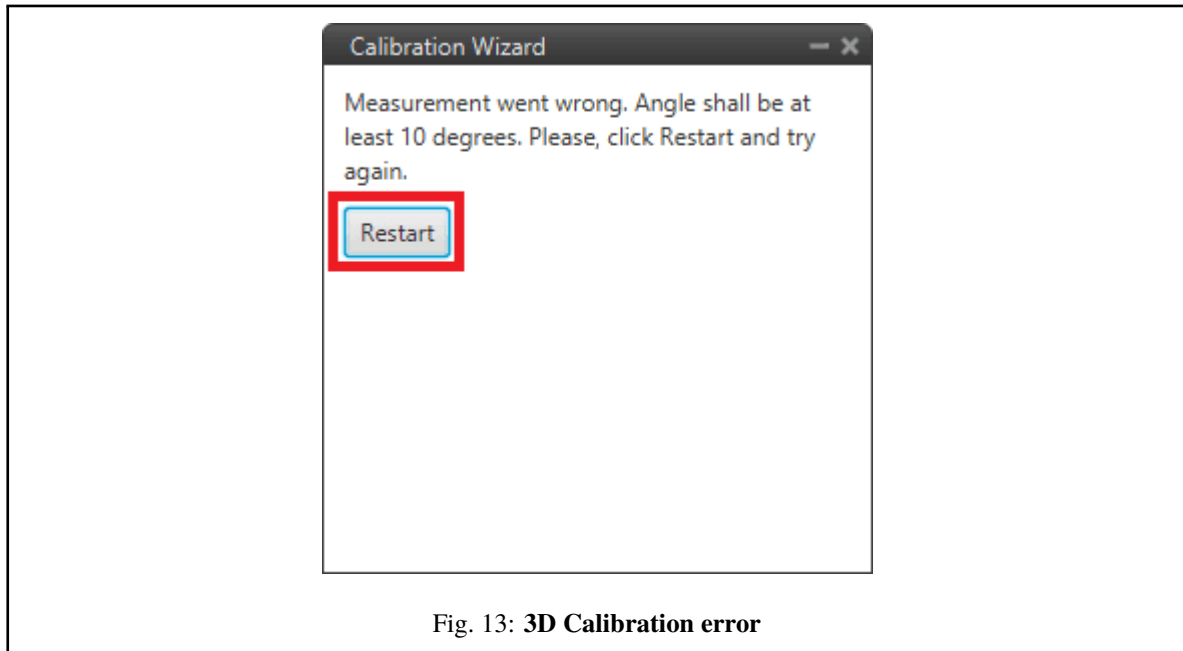 Calibration Wizard
Measurement went wrong. Angle shall be at
least 10 degrees. Please, click Restart and try
again.
Restart
Fig. 13: 3D Calibration error